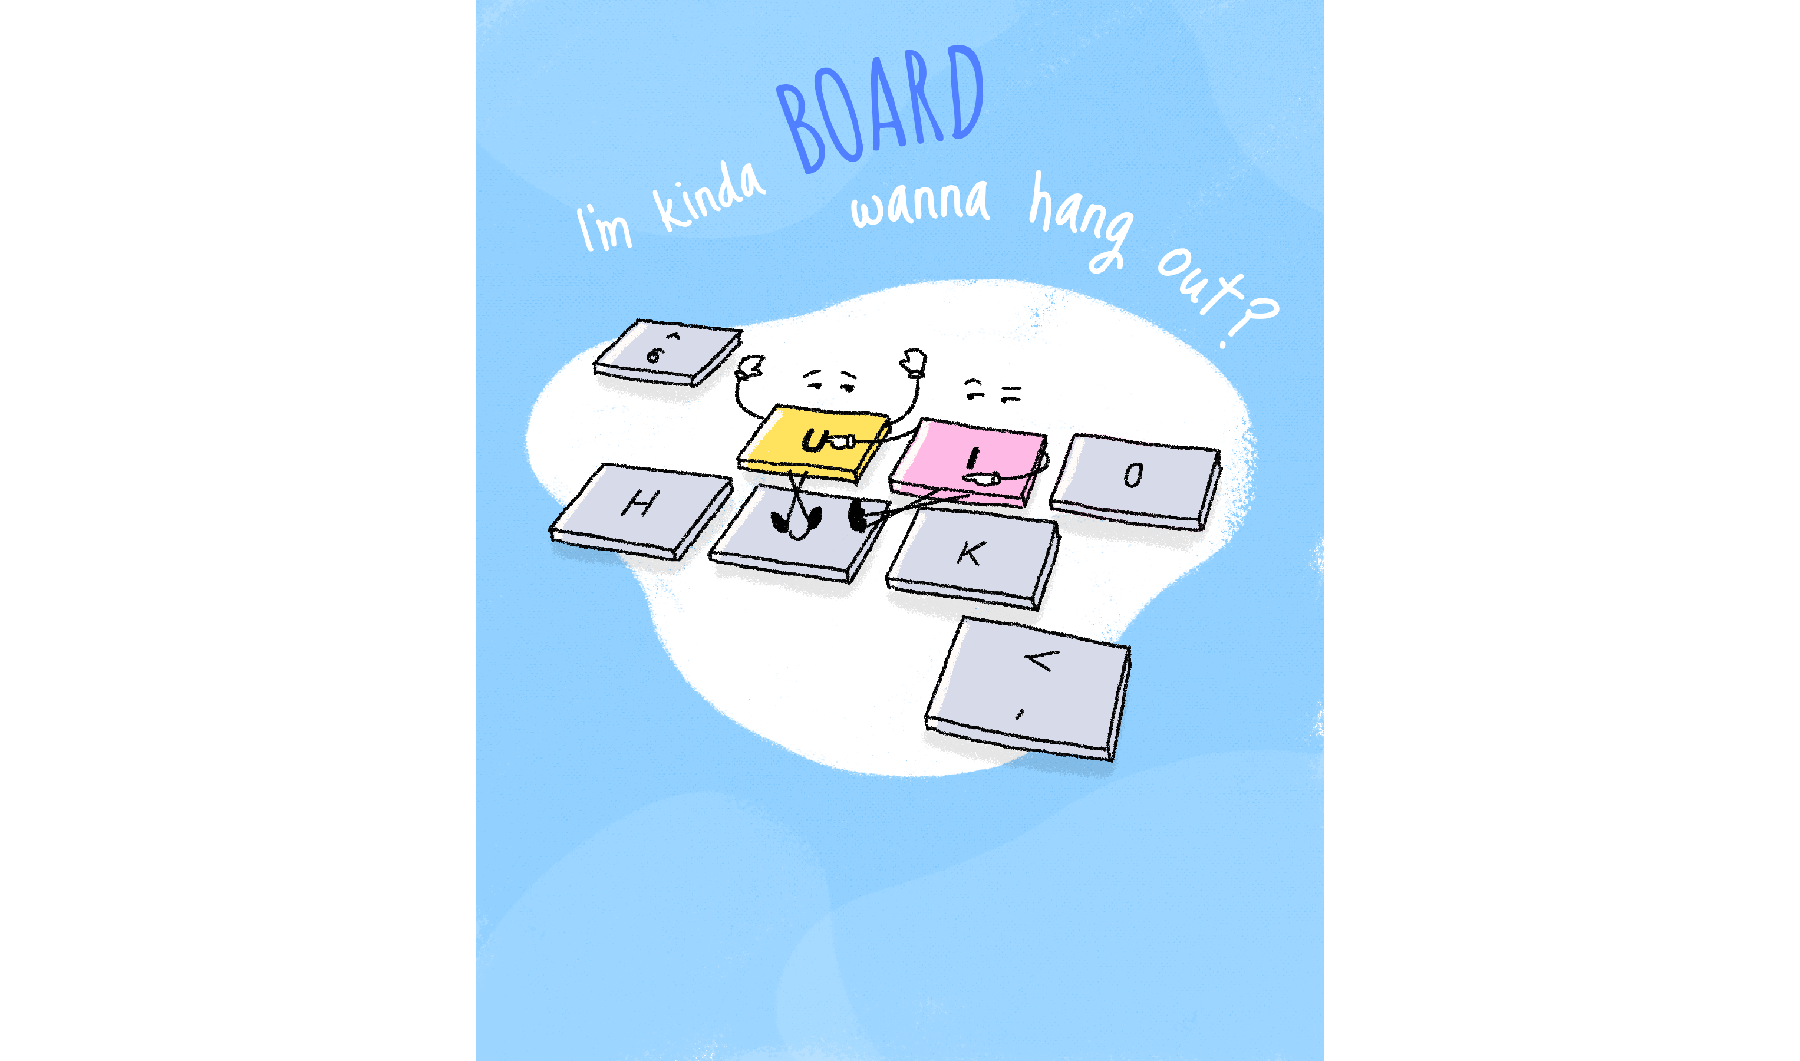 I'm kinda BOARD
wanna hang out?
^
6
U I O
H J K
<
,